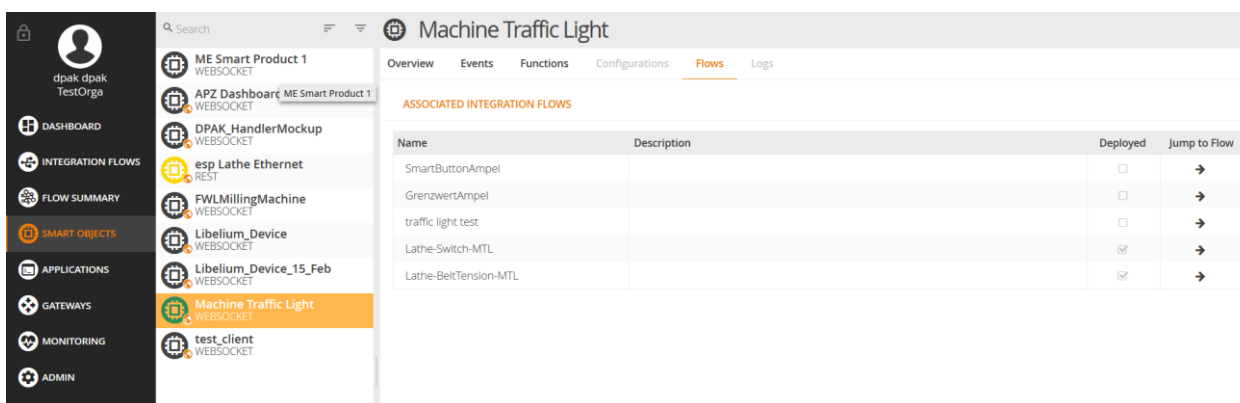 dpak dpak
TestOrga
DASHBOARD
INTEGRATION FLOWS
FLOW SUMMARY
SMART OBJECTS
APPLICATIONS
GATEWAYS
MONITORING
ADMIN
Search
ME Smart Product 1
WEBSOCKET
APZ Dashboard
WEBSOCKET
ME Smart Product 1
DPAK_HandlerMockup
WEBSOCKET
esp Lathe Ethernet
REST
FWLMillingMachine
WEBSOCKET
Libelium_Device
WEBSOCKET
Libelium_Device_15_Feb
WEBSOCKET
Machine Traffic Light
WEBSOCKET
test_client
WEBSOCKET
Machine Traffic Light
Overview Events Functions Configurations Flows Logs
ASSOCIATED INTEGRATION FLOWS
Name Description Deployed Jump to Flow
SmartButtonAmpel
GrenzwertAmpel
traffic light test
Lathe-Switch-MTL
Lathe-BeltTension-MTL